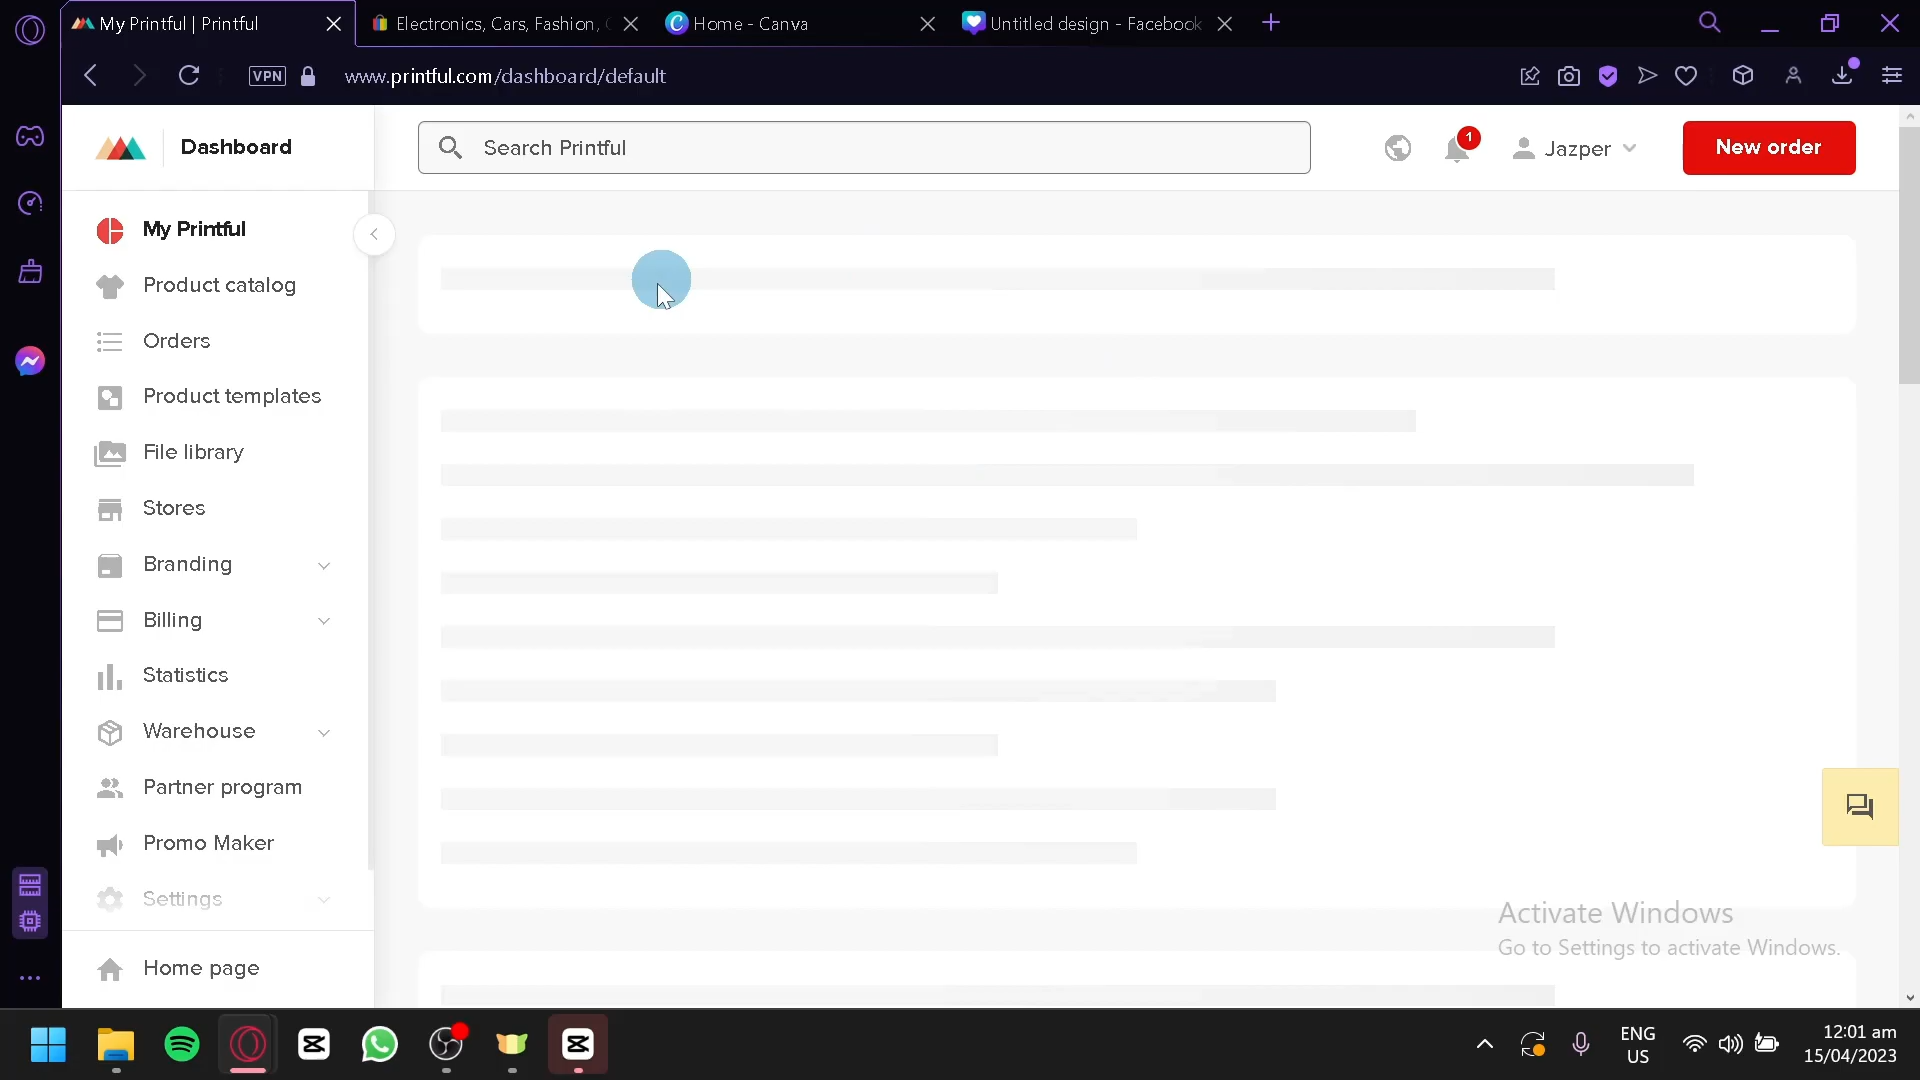 My Printful | Printful
Electronics, Cars, Fashion,
Home - Canva
Untitled design - Facebook
VPN
www.printful.com/dashboard/default
Dashboard
Search Printful
1
Jazper
New order
My Printful
Product catalog
Orders
Product templates
File library
Stores
Branding
Billing
Statistics
Warehouse
Partner program
Promo Maker
Settings
Home page
Activate Windows
Go to Settings to activate Windows.
ENG
US
12:01 am
15/04/2023